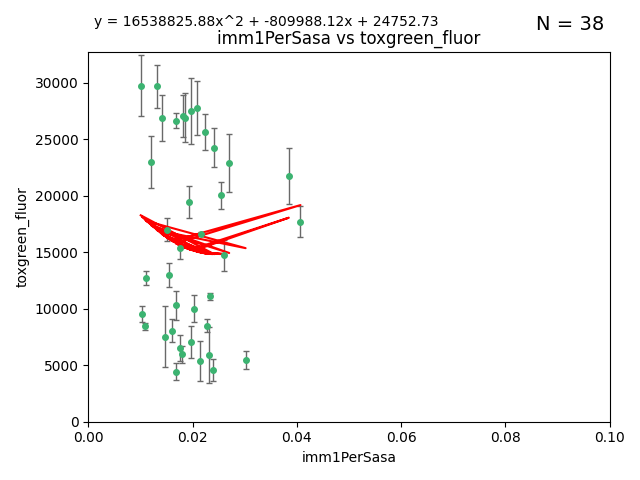 y = 16538825.88x^2 + -809988.12x + 24752.73
N = 38
imm1PerSasa vs toxgreen_fluor
toxgreen_fluor
30000
25000
20000
15000
10000
5000
0
0.00 0.02 0.04 0.06 0.08 0.10
imm1PerSasa